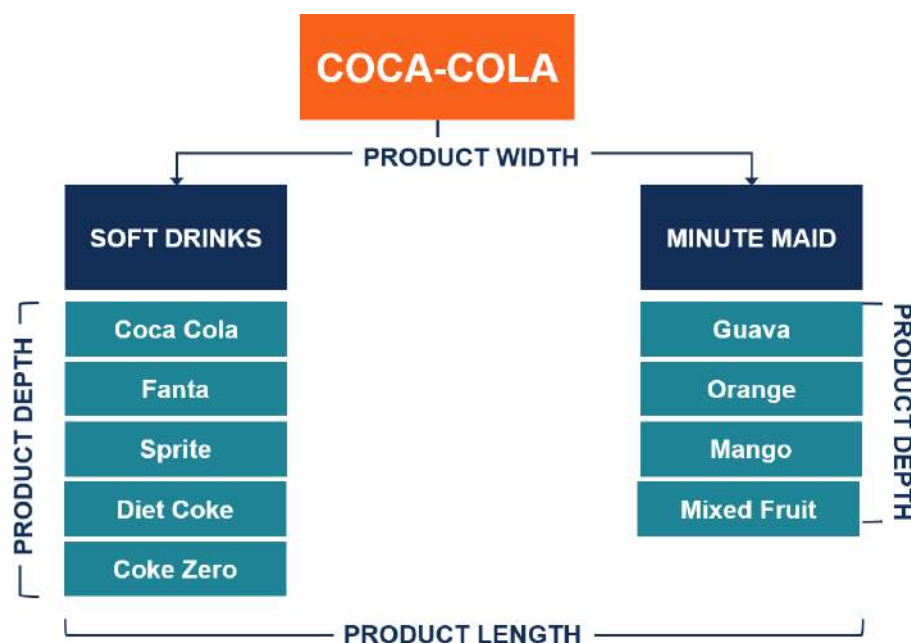 COCA-COLA
PRODUCT WIDTH
SOFT DRINKS
MINUTE MAID
PRODUCT DEPTH
Coca Cola
Fanta
Sprite
Diet Coke
Coke Zero
Guava
Orange
Mango
Mixed Fruit
PRODUCT DEPTH
PRODUCT LENGTH